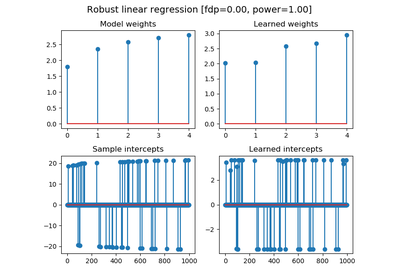 Robust linear regression [fdp=0.00, power=1.00]
Model weights
Learned weights
2.5
2.0
1.5
1.0
0.5
0.0
0 1 2 3 4
3.0
2.5
2.0
1.5
1.0
0.5
0.0
0 1 2 3 4
Sample intercepts
Learned intercepts
20
10
0
−10
−20
0 200 400 600 800 1000
2
0
−2
0 200 400 600 800 1000